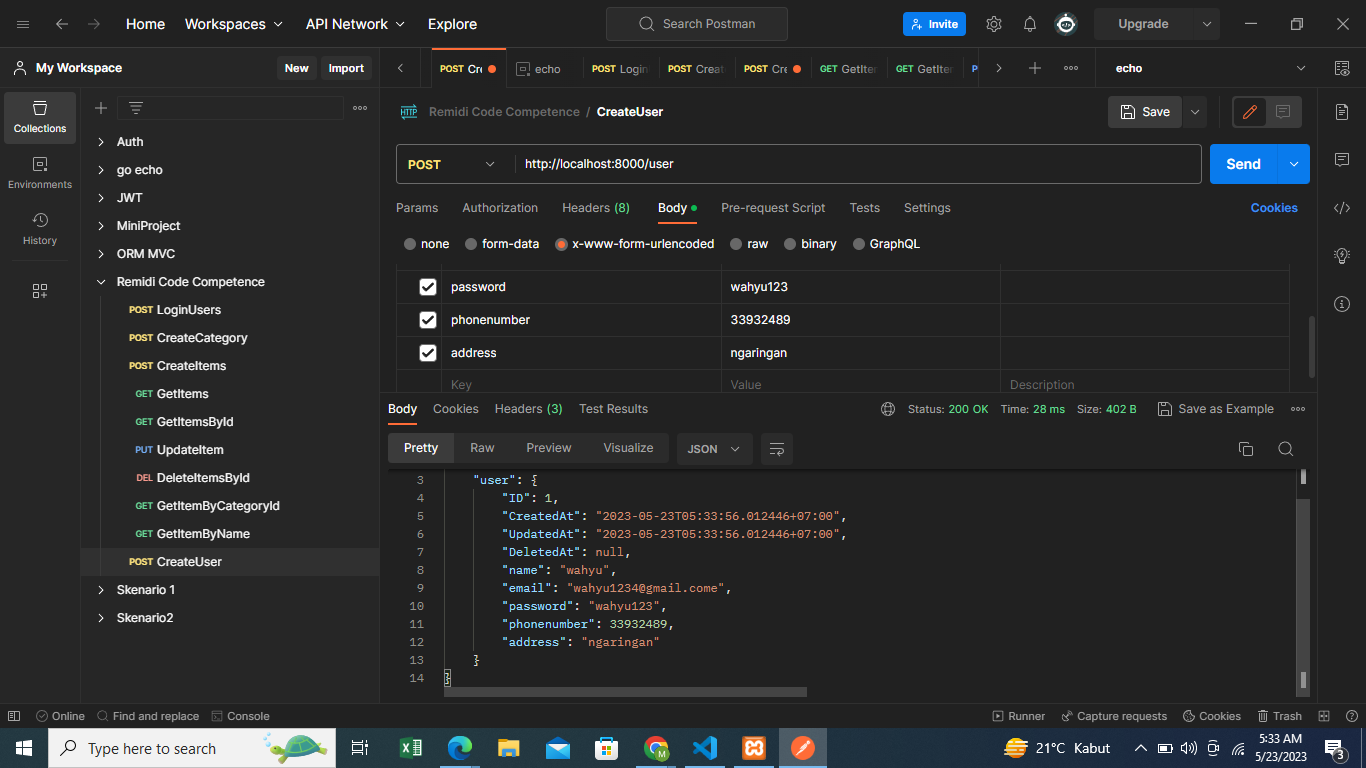 Home Workspaces API Network Explore Search Postman Invite Upgrade
My Workspace New Import POST Cre echo POST Login POST Creat POST Cre GET GetIter GET GetIter P echo
Remidi Code Competence / CreateUser Save
Collections
Environments
History
Auth
go echo
JWT
MiniProject
ORM MVC
Remidi Code Competence
POST LoginUsers
POST CreateCategory
POST CreateItems
GET GetItems
GET GetItemsById
PUT UpdateItem
DEL DeleteItemsById
GET GetItemByCategoryId
GET GetItemByName
POST CreateUser
Skenario 1
Skenario2
POST http://localhost:8000/user Send
Params Authorization Headers (8) Body Pre-request Script Tests Settings Cookies
none form-data x-www-form-urlencoded raw binary GraphQL
password wahyu123
phonenumber 33932489
address ngaringan
Key Value Description
Body Cookies Headers (3) Test Results Status: 200 OK Time: 28 ms Size: 402 B Save as Example
Pretty Raw Preview Visualize JSON
3 "user": {
4 "ID": 1,
5 "CreatedAt": "2023-05-23T05:33:56.012446+07:00",
6 "UpdatedAt": "2023-05-23T05:33:56.012446+07:00",
7 "DeletedAt": null,
8 "name": "wahyu",
9 "email": "wahyu1234@gmail.come",
10 "password": "wahyu123",
11 "phonenumber": 33932489,
12 "address": "ngaringan"
13 }
14 }
Online Find and replace Console Runner Capture requests Cookies Trash
Type here to search 21°C Kabut 5:33 AM
5/23/2023 3